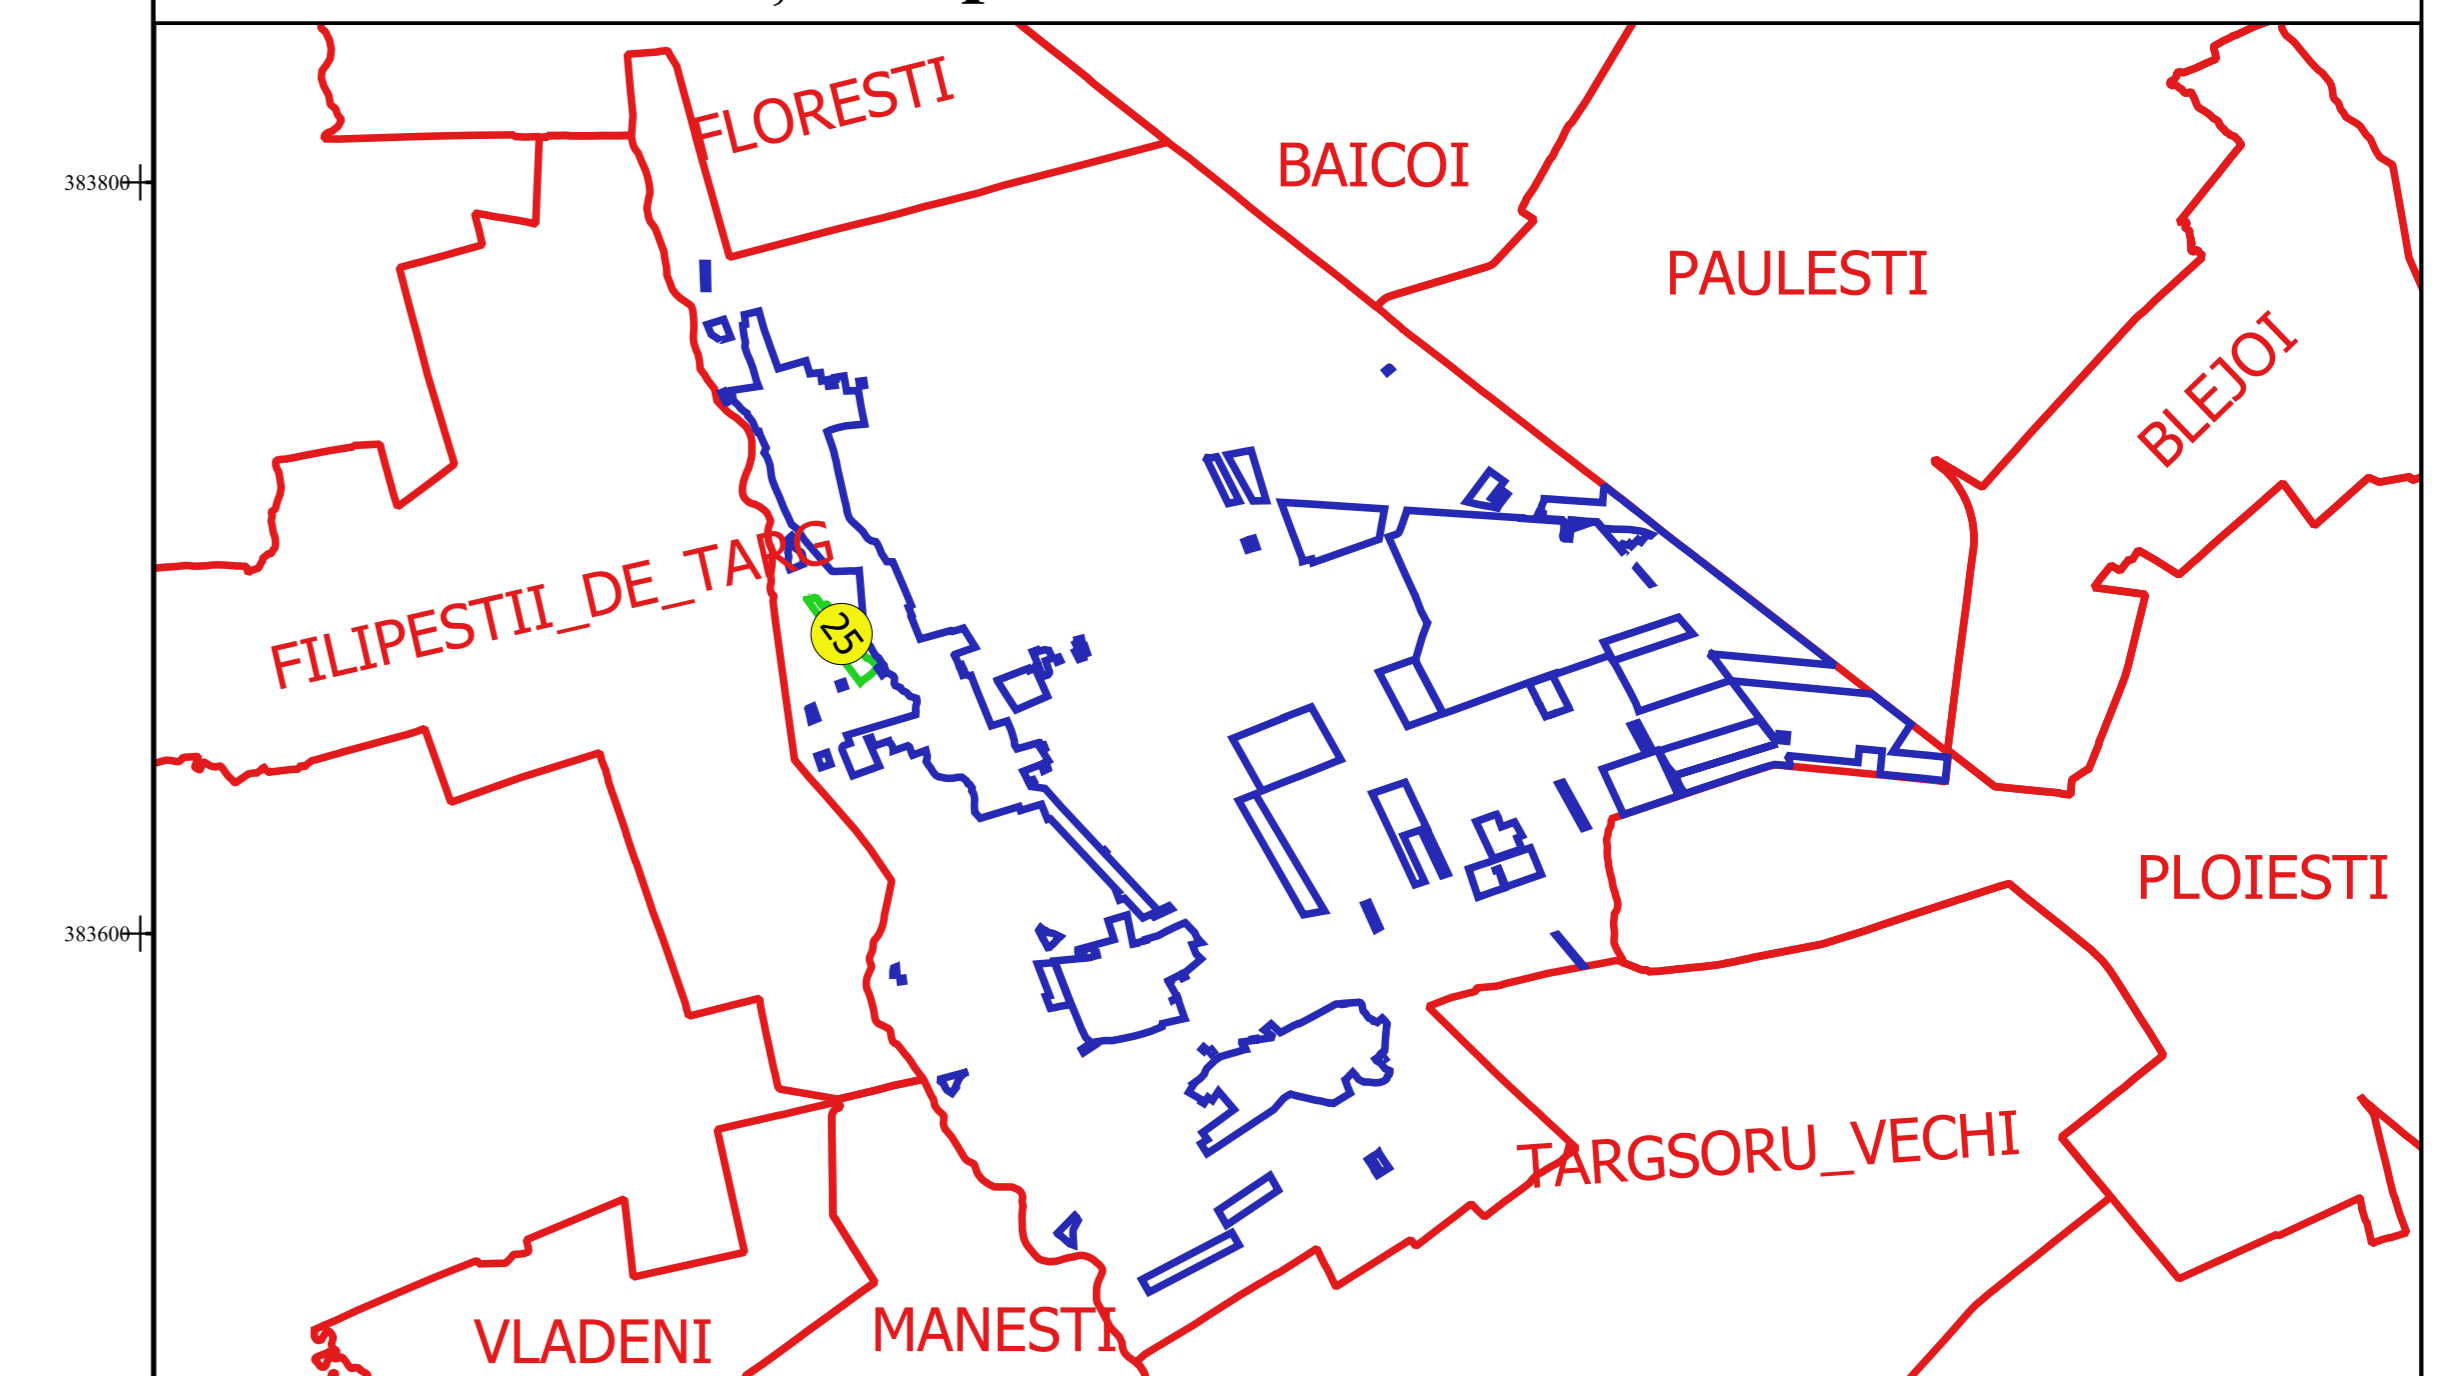 FLORESTI
BAICOI
383800
PAULESTI
BLEJOI
FILIPESTII_DE_TARG
25
PLOIESTI
383600
TARGSORU_VECHI
MANESTI
VLADENI